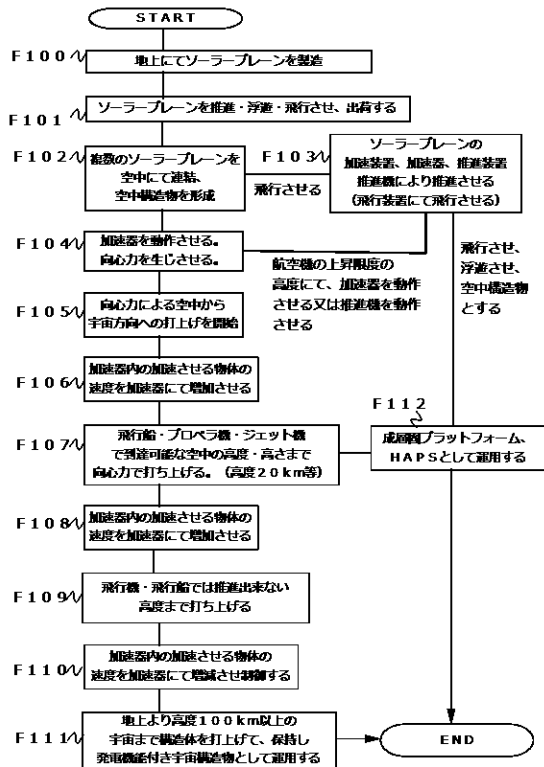 START
F100
地上にてソーラープレーンを製造
F101
ソーラープレーンを推進・浮遊・飛行させ、出荷する
F102
複数のソーラープレーンを
空中にて連結、
空中構造物を形成
飛行させる
F103
ソーラープレーンの
加速装置、加速器、推進装置
推進機により推進させる
(飛行装置にて飛行させる)
F104
加速器を動作させる。
向心力を生じさせる。
航空機の上昇限度の
高度にて、加速器を動作
させる又は推進機を動作
させる
飛行させ、
浮遊させ、
空中構造物
とする
F105
向心力による空中から
宇宙方向への打上げを開始
F106
加速器内の加速させる物体の
速度を加速器にて増加させる
F107
飛行船・プロペラ機・ジェット機
で到達可能な空中の高度・高さまで
向心力で打ち上げる。(高度20km等)
F112
成層圏プラットフォーム、
HAPSとして運用する
F108
加速器内の加速させる物体の
速度を加速器にて増加させる
F109
飛行機・飛行船では推進出来ない
高度まで打ち上げる
F110
加速器内の加速させる物体の
速度を加速器にて増減させ制御する
F111
地上より高度100km以上の
宇宙まで構造体を打上げて、保持し
発電機能付き宇宙構造物として運用する
END